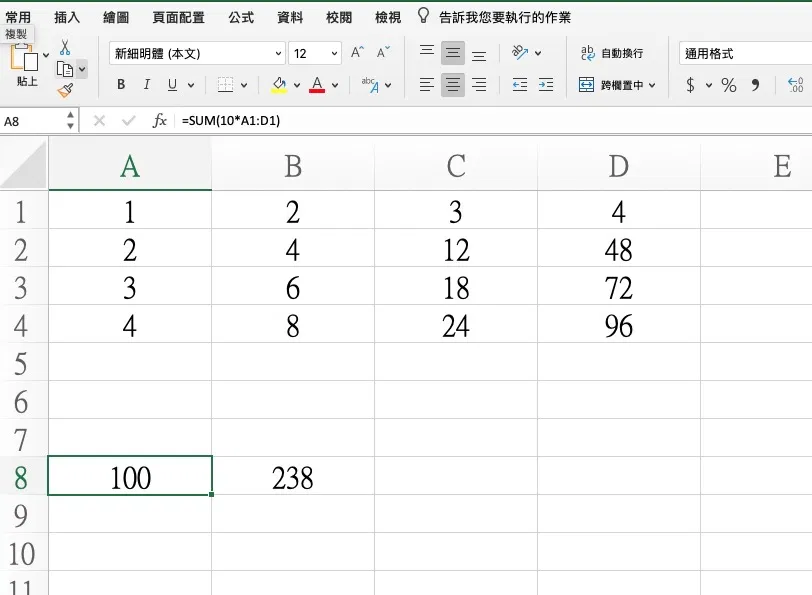 常用 插入 繪圖 頁面配置 公式 資料 校閱 檢視 告訴我您要執行的作業
複製
新細明體 (本文) 12 A^ A˅ ab 自動換行 通用格式
貼上 B I U A abc A 跨欄置中 $ % , .00
A8 fx =SUM(10*A1:D1)
A B C D E
1 1 2 3 4
2 2 4 12 48
3 3 6 18 72
4 4 8 24 96
5
6
7
8 100 238
9
10
11